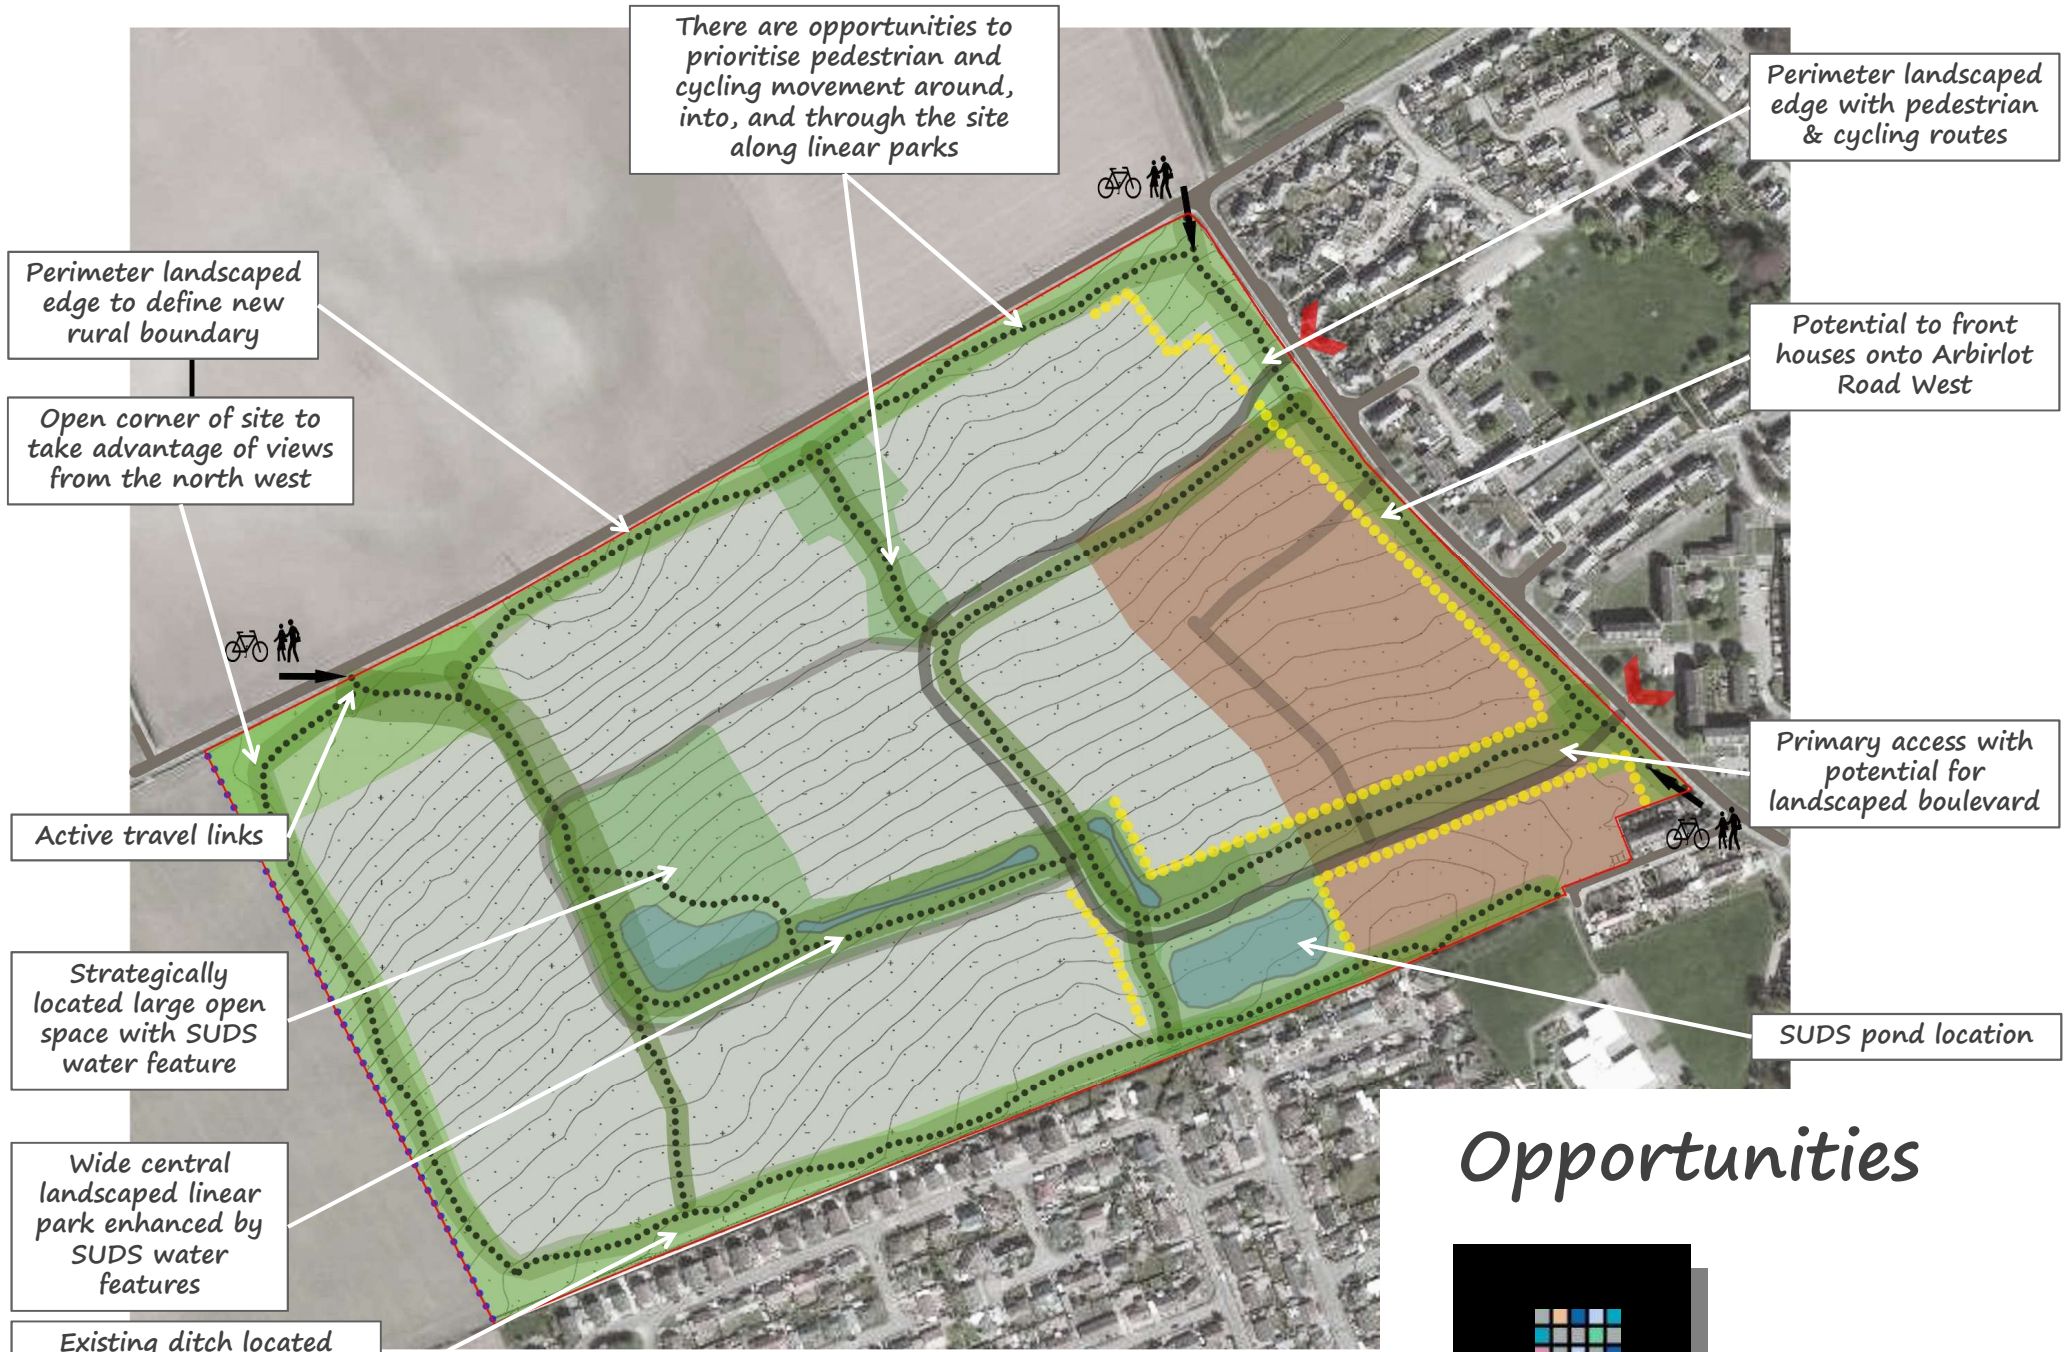 There are opportunities to
prioritise pedestrian and
cycling movement around,
into, and through the site
along linear parks
Perimeter landscaped
edge with pedestrian
& cycling routes
Perimeter landscaped
edge to define new
rural boundary
Potential to front
houses onto Arbirlot
Road West
Open corner of site to
take advantage of views
from the north west
Primary access with
potential for
landscaped boulevard
Active travel links
Strategically
located large open
space with SUDS
water feature
SUDS pond location
Wide central
landscaped linear
park enhanced by
SUDS water
features
Opportunities
Existing ditch located